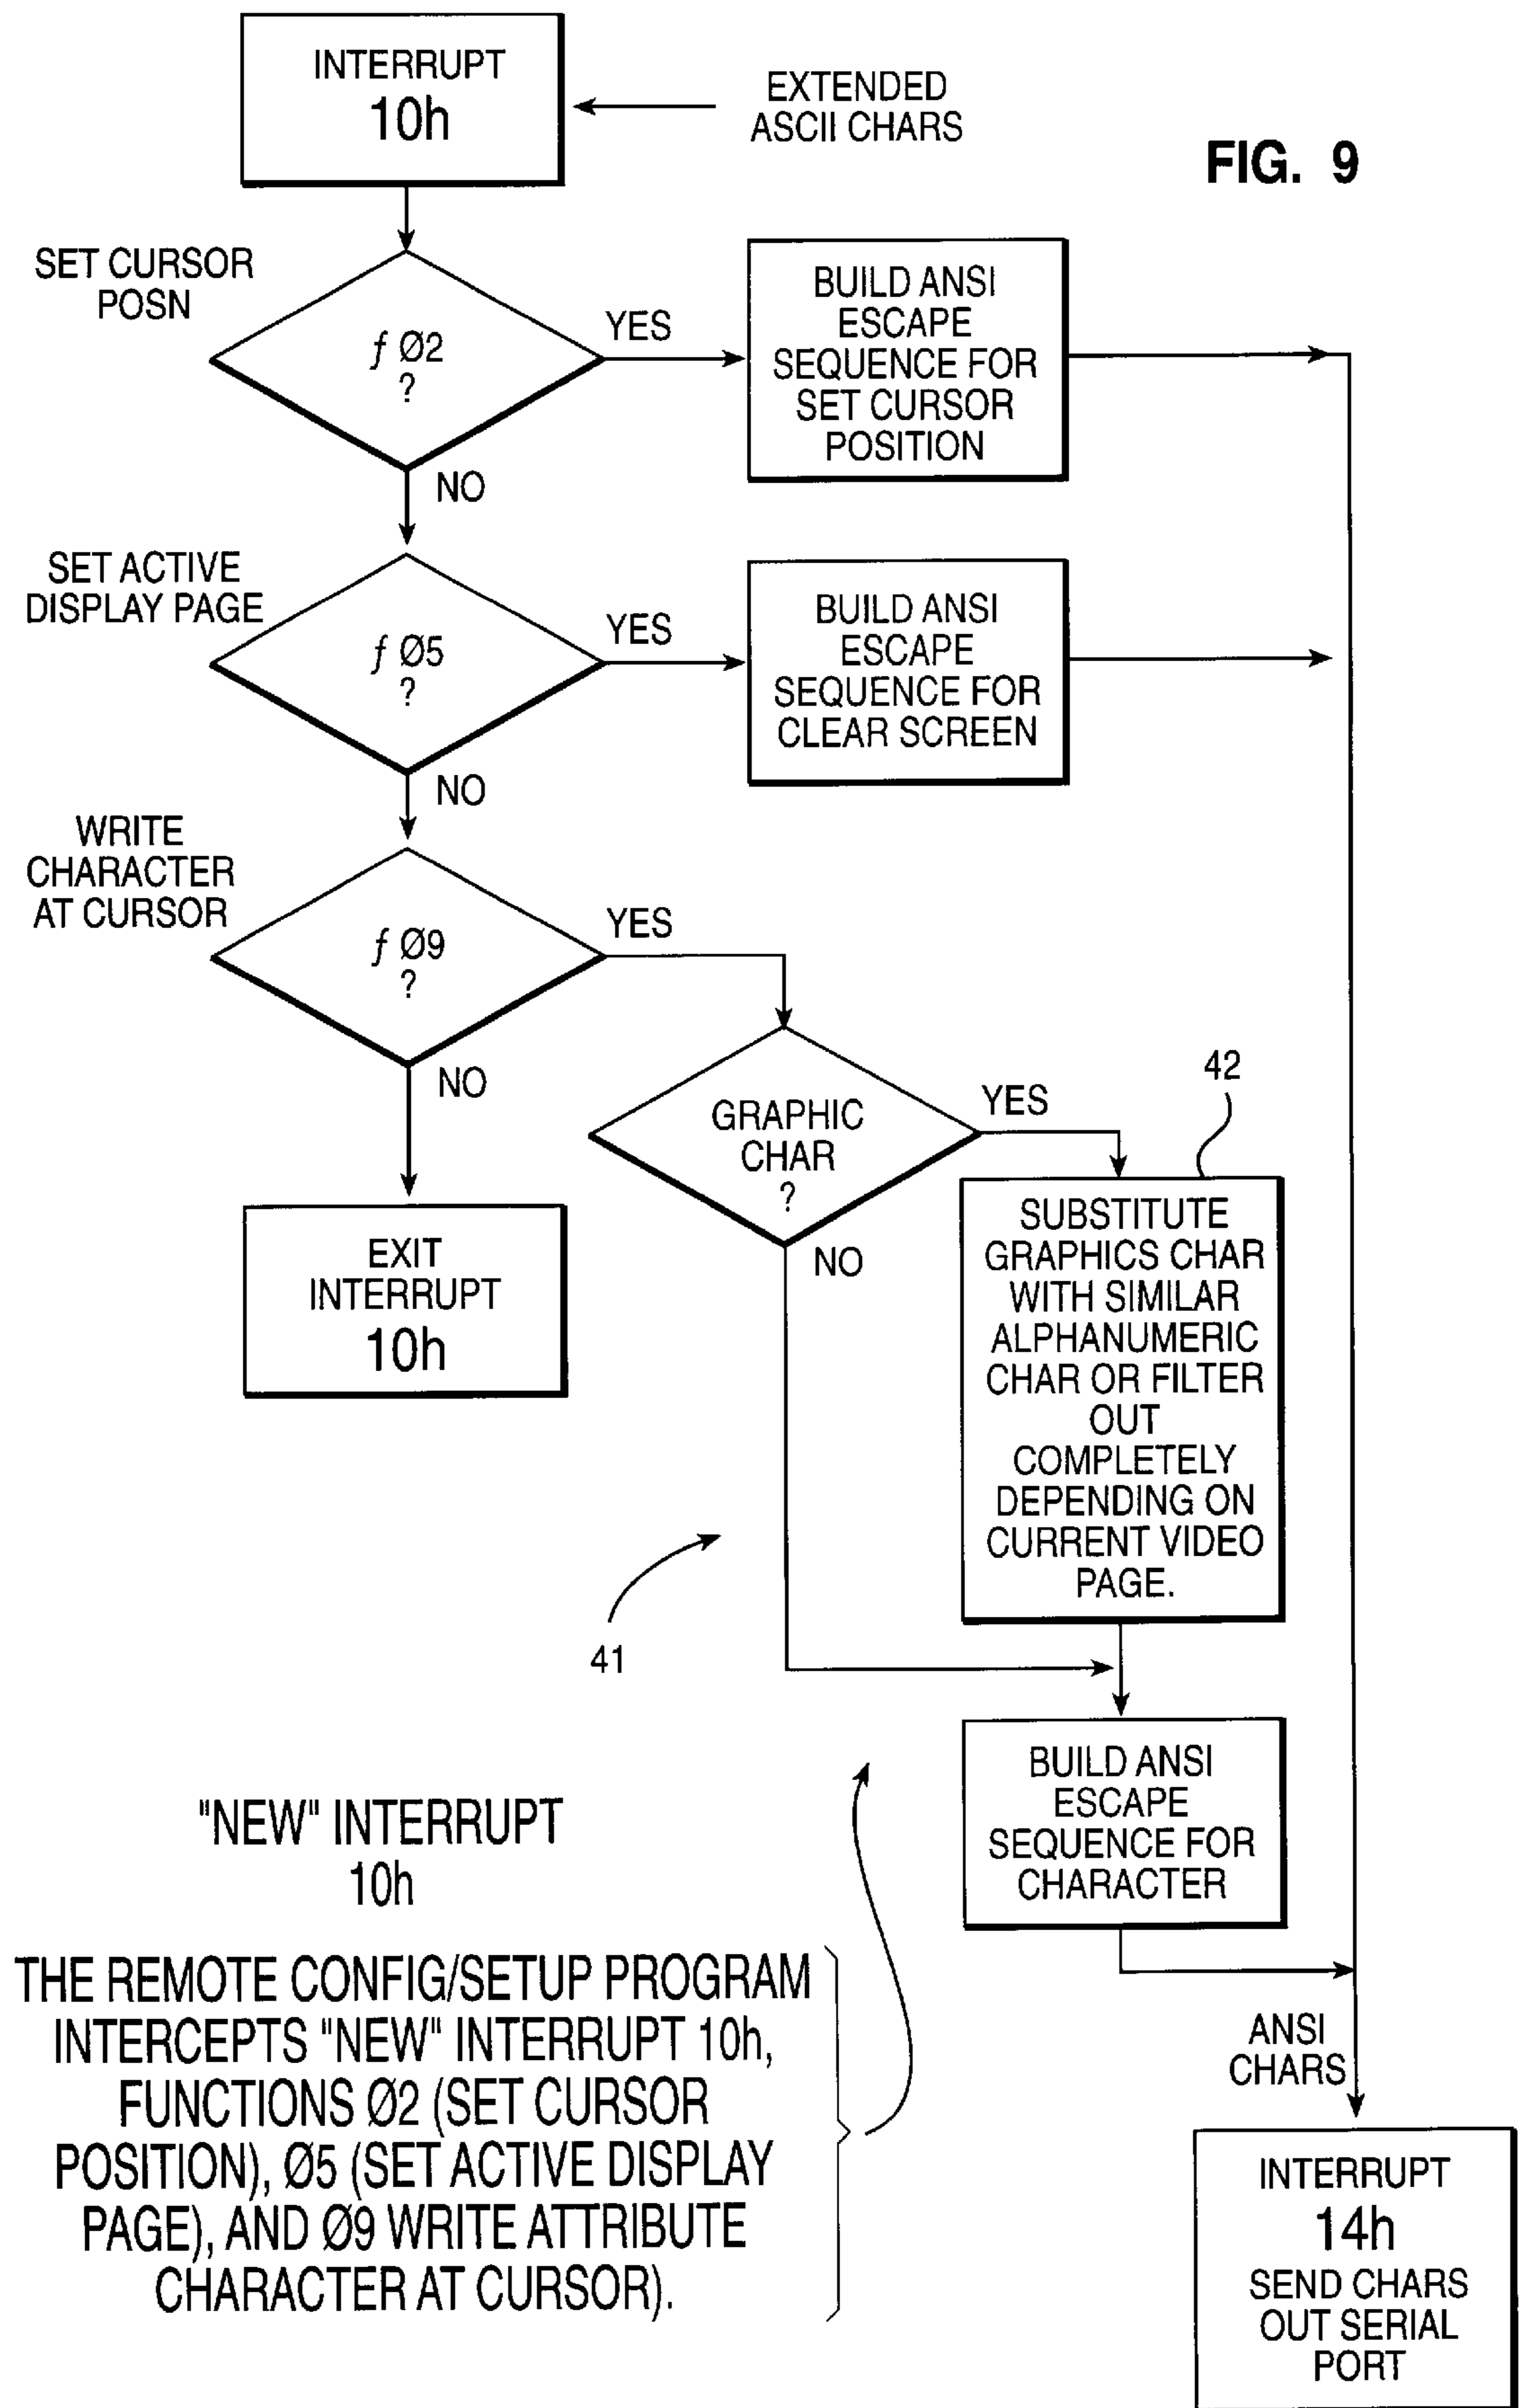 INTERRUPT
10h
EXTENDED
ASCII CHARS
FIG. 9
SET CURSOR
POSN
ƒ Ø2
?
YES
NO
BUILD ANSI
ESCAPE
SEQUENCE FOR
SET CURSOR
POSITION
SET ACTIVE
DISPLAY PAGE
ƒ Ø5
?
YES
NO
BUILD ANSI
ESCAPE
SEQUENCE FOR
CLEAR SCREEN
WRITE
CHARACTER
AT CURSOR
ƒ Ø9
?
YES
NO
GRAPHIC
CHAR
?
YES
NO
42
EXIT
INTERRUPT
10h
SUBSTITUTE
GRAPHICS CHAR
WITH SIMILAR
ALPHANUMERIC
CHAR OR FILTER
OUT
COMPLETELY
DEPENDING ON
CURRENT VIDEO
PAGE.
41
BUILD ANSI
ESCAPE
SEQUENCE FOR
CHARACTER
"NEW" INTERRUPT
10h
THE REMOTE CONFIG/SETUP PROGRAM
INTERCEPTS "NEW" INTERRUPT 10h,
FUNCTIONS Ø2 (SET CURSOR
POSITION), Ø5 (SET ACTIVE DISPLAY
PAGE), AND Ø9 WRITE ATTRIBUTE
CHARACTER AT CURSOR).
ANSI
CHARS
INTERRUPT
14h
SEND CHARS
OUT SERIAL
PORT